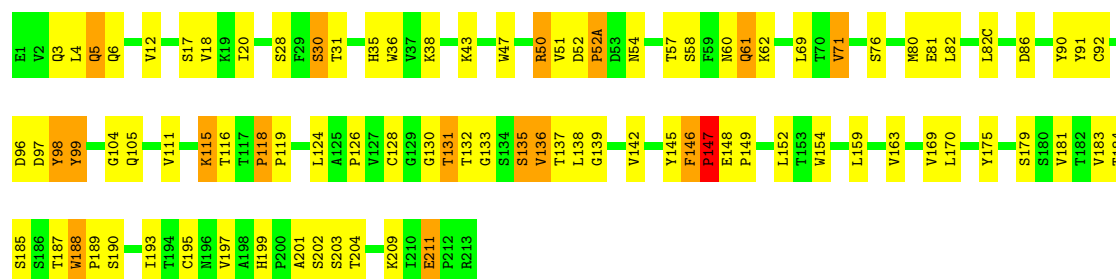 E1 V2 Q3 L4 Q5 Q6 V12 S17 V18 K19 I20 S28 F29 S30 T31 H35 W36 V37 K38 K43 W47 R50 V51 D52 P52A D53 N54 T57 S58 F59 N60 Q61 K62 L69 T70 V71 S76 M80 E81 L82 L82C D86 Y90 Y91 C92
D96 D97 Y98 Y99 G104 Q105 V111 K115 T116 T117 P118 P119 L124 A125 P126 V127 C128 G129 G130 T131 T132 G133 S134 S135 V136 T137 L138 G139 V142 Y145 F146 P147 E148 P149 L152 T153 W154 L159 V163 V169 L170 Y175 S179 S180 V181 T182 V183
S185 S186 T187 W188 P189 S190 I193 T194 C195 N196 V197 A198 H199 P200 A201 S202 S203 T204 K209 I210 E211 P212 R213